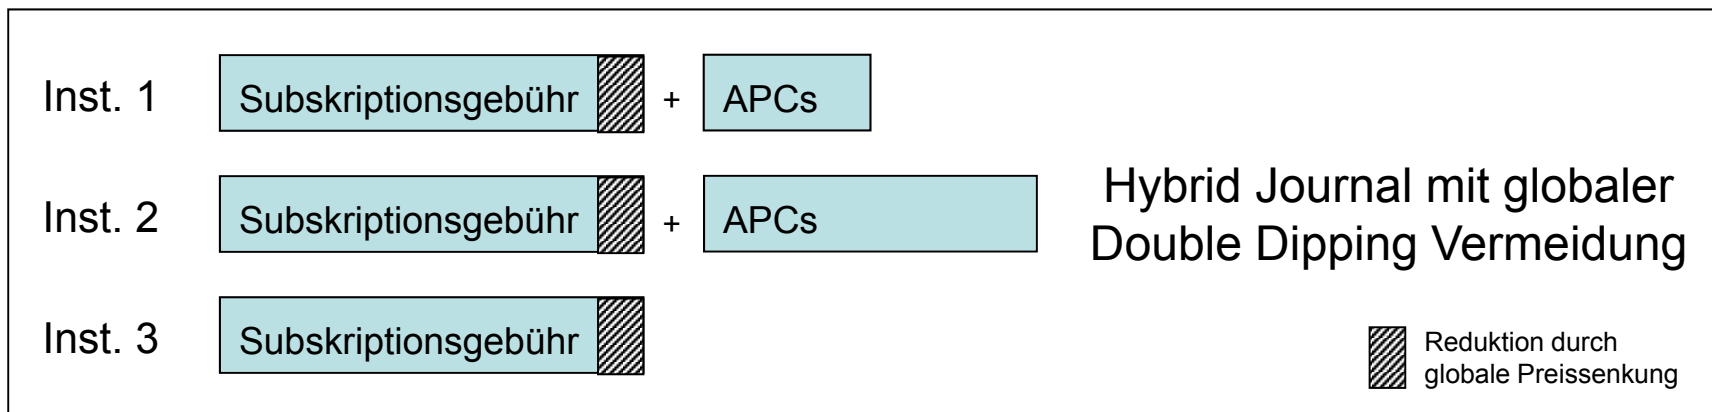 Inst. 1 Subskriptionsgebühr + APCs
Inst. 2 Subskriptionsgebühr + APCs
Inst. 3 Subskriptionsgebühr
Hybrid Journal mit globaler
Double Dipping Vermeidung
Reduktion durch
globale Preissenkung